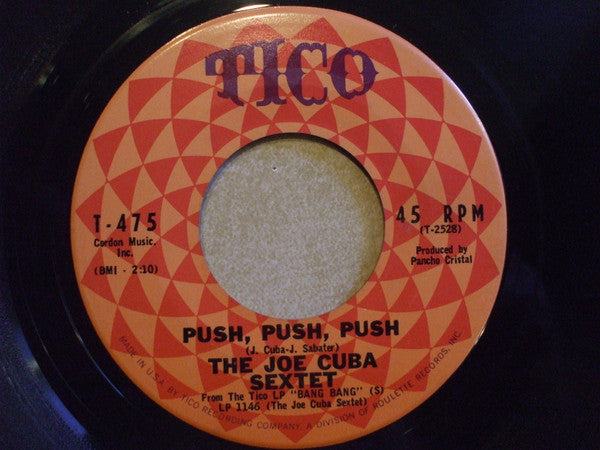 TICO
T-475
Cordon Music.
Inc.
(BMI - 2:10)
45 RPM
(T-2528)
Produced by
Pancho Cristal
PUSH, PUSH, PUSH
(J. Cuba-J. Sabater)
THE JOE CUBA
SEXTET
From The Tico LP "BANG BANG" (S)
LP 1146 (The Joe Cuba Sextet)
MADE IN U.S.A. BY TICO RECORDING COMPANY. A DIVISION OF ROULETTE RECORDS, INC.